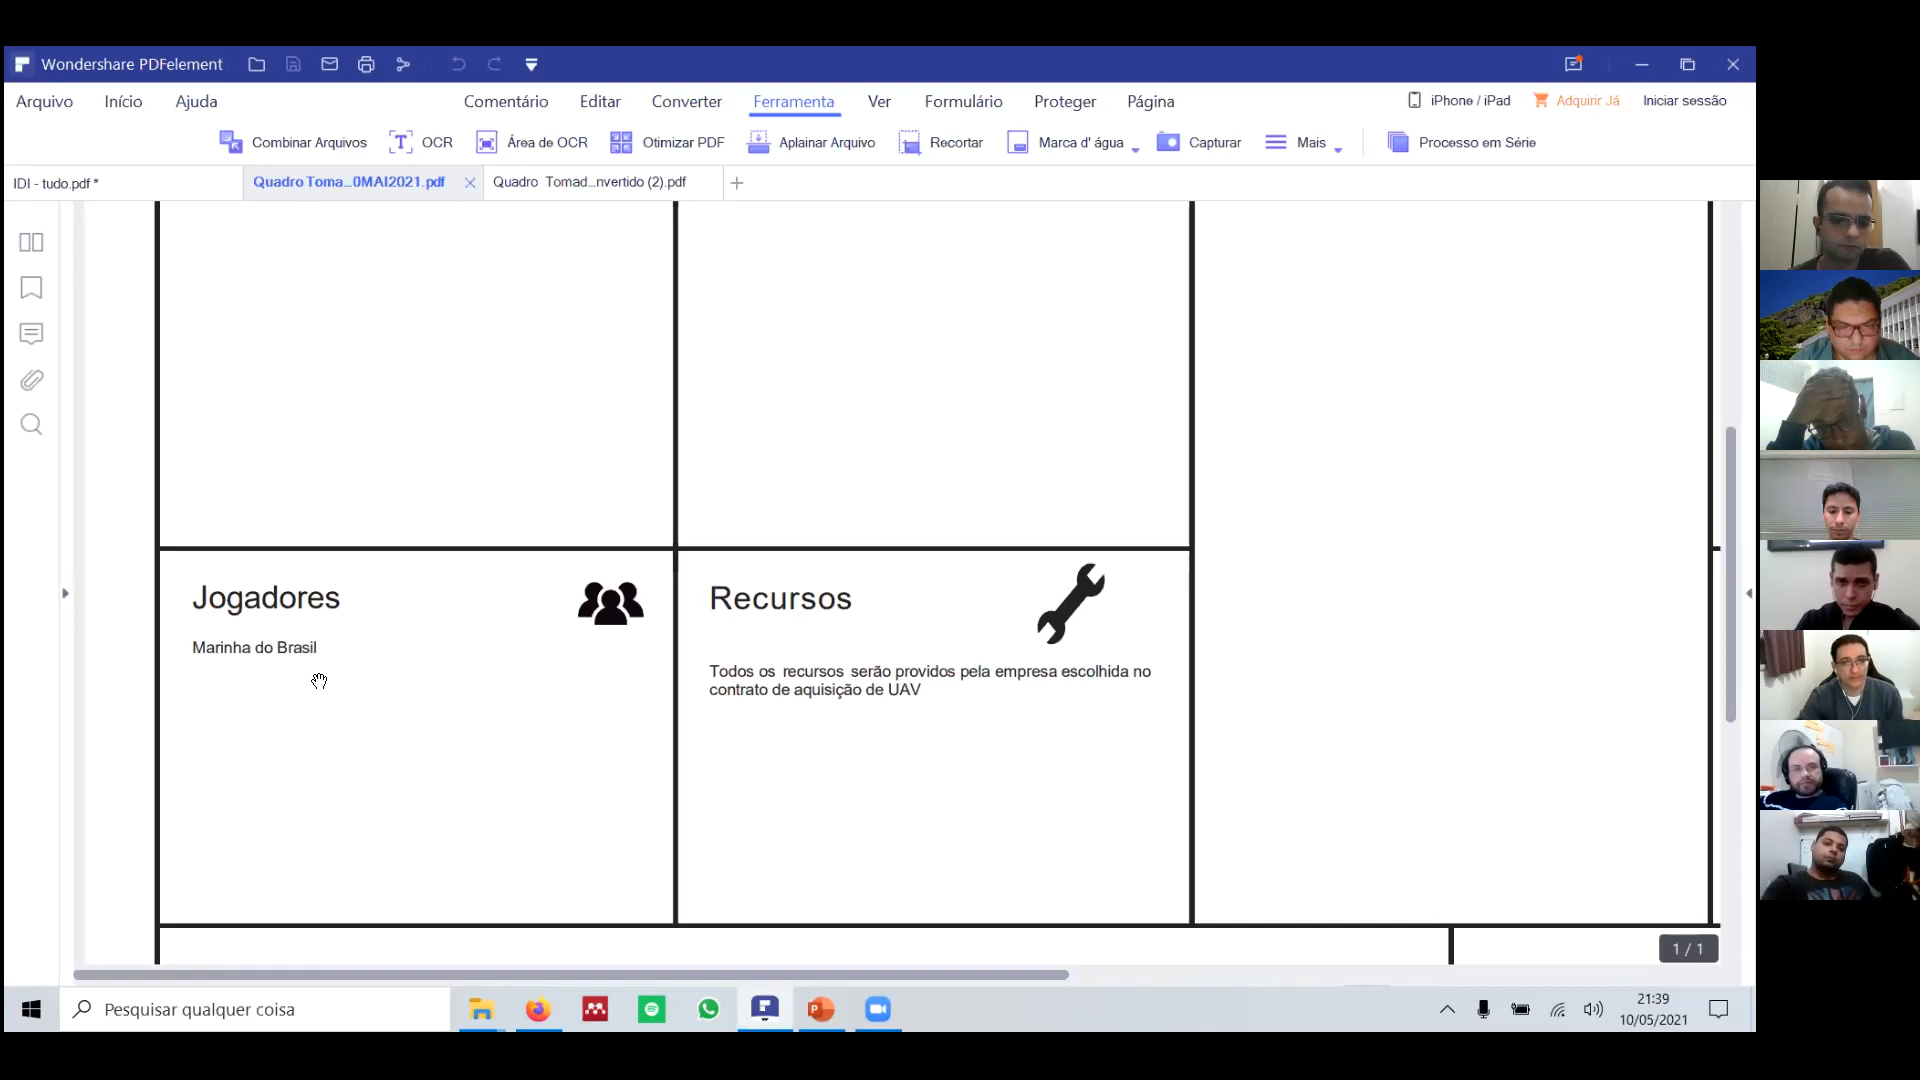 Wondershare PDFelement
Arquivo Início Ajuda Comentário Editar Converter Ferramenta Ver Formulário Proteger Página iPhone / iPad Adquirir Já Iniciar sessão
Combinar Arquivos OCR Área de OCR Otimizar PDF Aplainar Arquivo Recortar Marca d' água Capturar Mais Processo em Série
IDI - tudo.pdf * Quadro Toma...0MAI2021.pdf Quadro Tomad...nvertido (2).pdf
Jogadores
Marinha do Brasil
Recursos
Todos os recursos serão providos pela empresa escolhida no
contrato de aquisição de UAV
1 / 1
Pesquisar qualquer coisa
21:39
10/05/2021